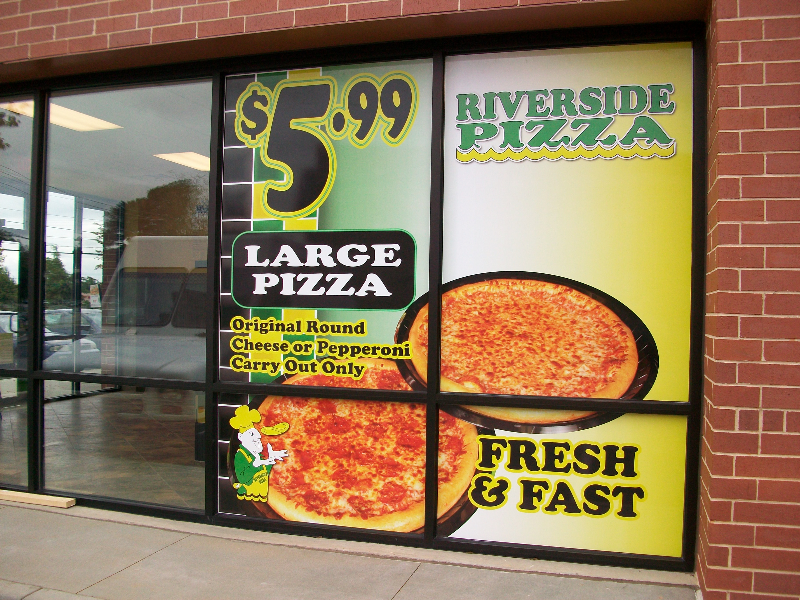 $5.99
LARGE
PIZZA
Original Round
Cheese or Pepperoni
Carry Out Only
RIVERSIDE
PIZZA
FRESH
& FAST